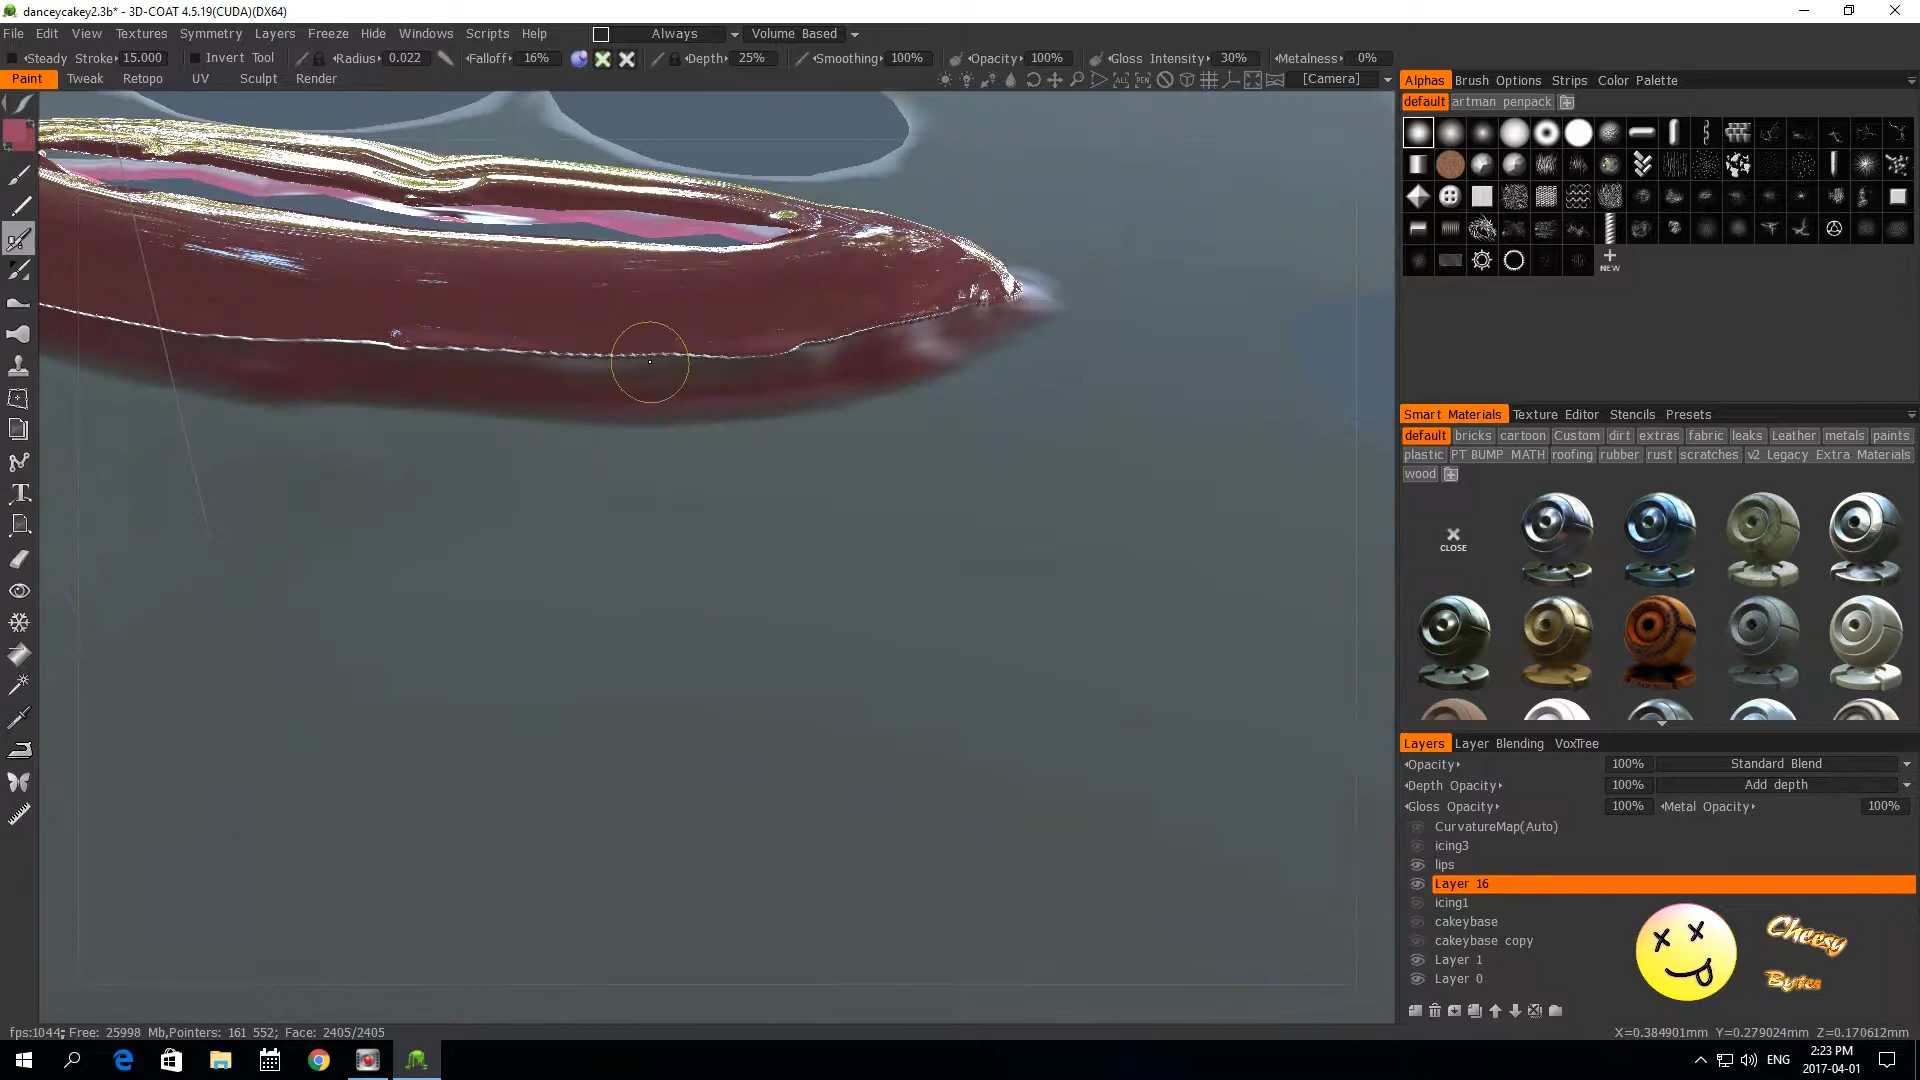 danceycakey2.3b* - 3D-COAT 4.5.19(CUDA)(DX64)
File Edit View Textures Symmetry Layers Freeze Hide Windows Scripts Help Always Volume Based
Steady Stroke 15.000 Invert Tool Radius 0.022 Falloff 16% Depth 25% Smoothing 100% Opacity 100% Gloss Intensity 30% Metalness 0%
Paint Tweak Retopo UV Sculpt Render [Camera]
Alphas Brush Options Strips Color Palette
default artman penpack
NEW
Smart Materials Texture Editor Stencils Presets
default bricks cartoon Custom dirt extras fabric leaks Leather metals paints
plastic PT BUMP MATH roofing rubber rust scratches v2 Legacy Extra Materials
wood
CLOSE
Layers Layer Blending VoxTree
Opacity 100% Standard Blend
Depth Opacity 100% Add depth
Gloss Opacity 100% Metal Opacity 100%
CurvatureMap(Auto)
icing3
lips
Layer 16
icing1
cakeybase
cakeybase copy
Layer 1
Layer 0
Cheesy
Bytes
fps:1044; Free: 25998 Mb,Pointers: 161 552; Face: 2405/2405
X=0.384901mm Y=0.279024mm Z=0.170612mm
ENG
2:23 PM
2017-04-01